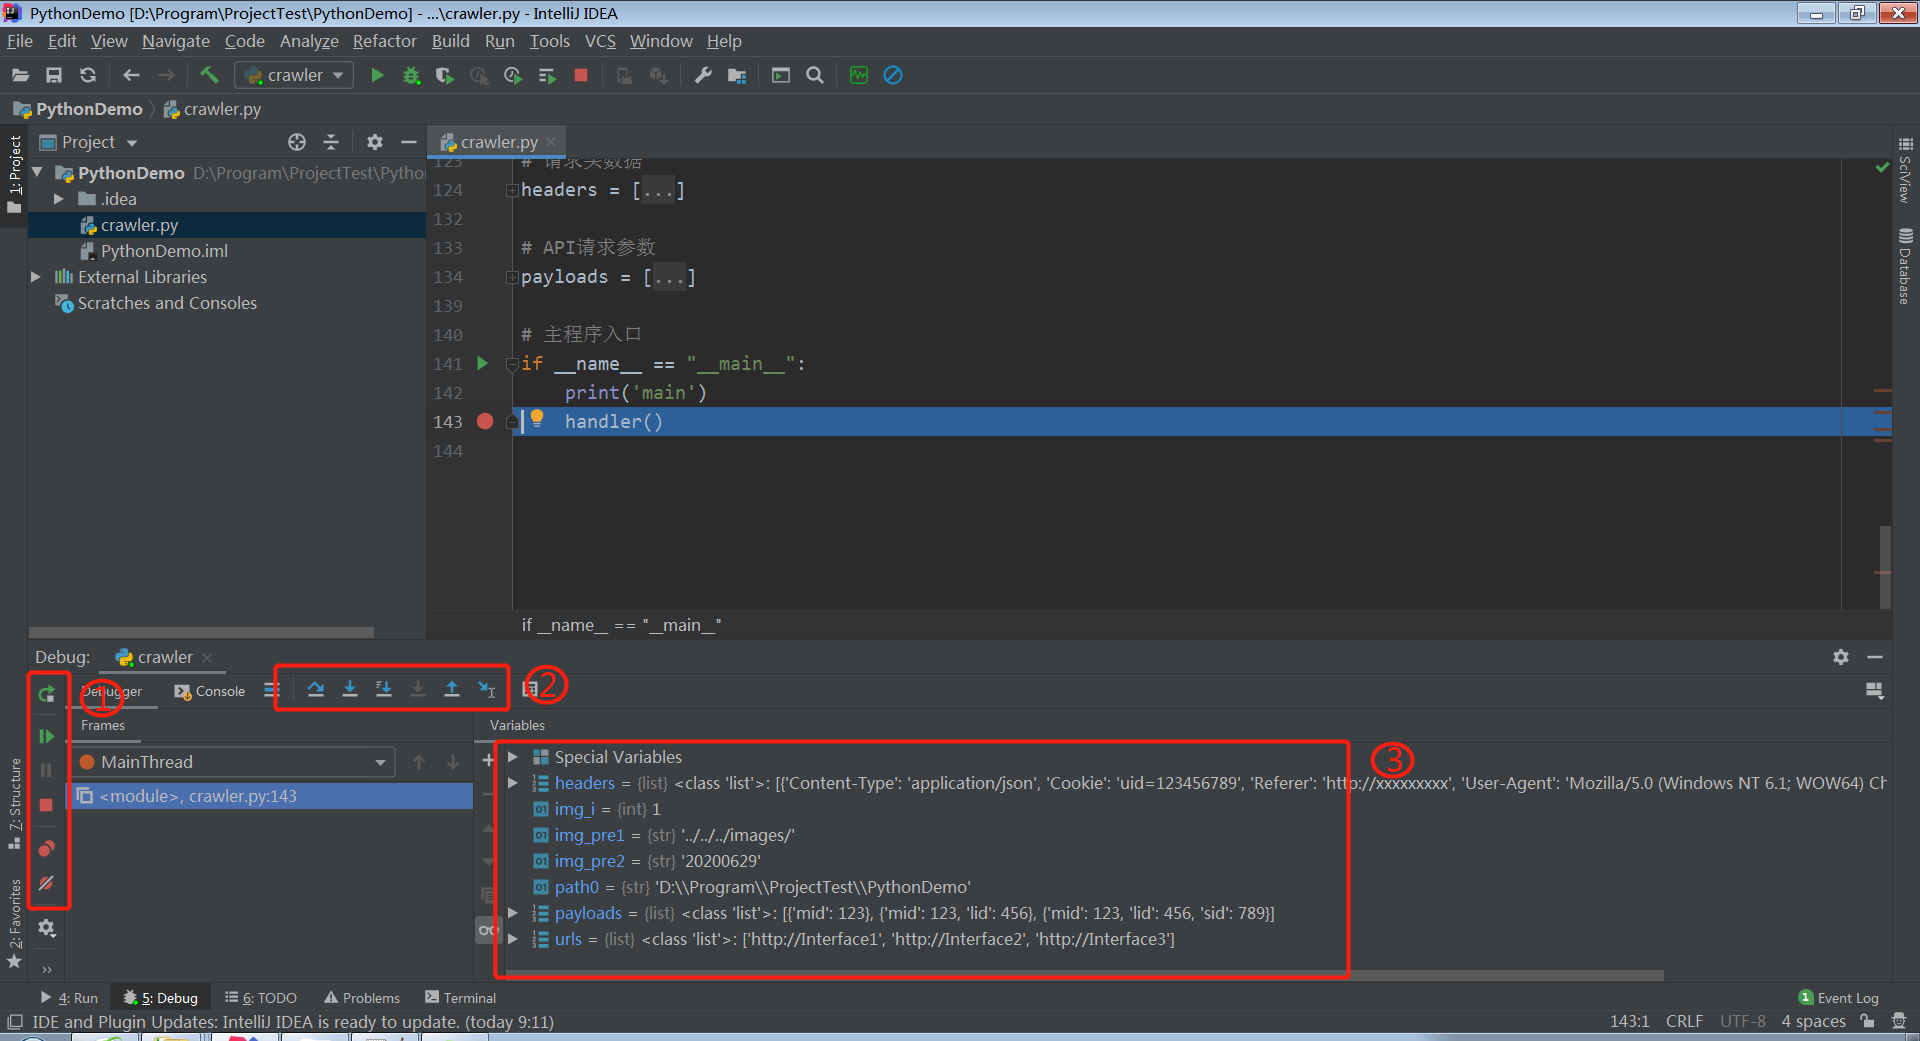 PythonDemo [D:\Program\ProjectTest\PythonDemo] - ...\crawler.py - IntelliJ IDEA
File Edit View Navigate Code Analyze Refactor Build Run Tools VCS Window Help
crawler
PythonDemo crawler.py
1: Project
Project
crawler.py
PythonDemo D:\Program\ProjectTest\Pytho
.idea
crawler.py
PythonDemo.iml
External Libraries
Scratches and Consoles
123 # 请求头数据
124 headers = [...]
132
133 # API请求参数
134 payloads = [...]
139
140 # 主程序入口
141 if __name__ == "__main__":
142 print('main')
143 handler()
144
if __name__ == "__main__"
SciView
Database
Debug: crawler
Debugger Console
①
②
Frames
Variables
MainThread
<module>, crawler.py:143
③
Special Variables
headers = {list} <class 'list'>: [{'Content-Type': 'application/json', 'Cookie': 'uid=123456789', 'Referer': 'http://xxxxxxxxx', 'User-Agent': 'Mozilla/5.0 (Windows NT 6.1; WOW64) Ch
img_i = {int} 1
img_pre1 = {str} '../../../images/'
img_pre2 = {str} '20200629'
path0 = {str} 'D:\\Program\\ProjectTest\\PythonDemo'
payloads = {list} <class 'list'>: [{'mid': 123}, {'mid': 123, 'lid': 456}, {'mid': 123, 'lid': 456, 'sid': 789}]
urls = {list} <class 'list'>: ['http://Interface1', 'http://Interface2', 'http://Interface3']
7: Structure
2: Favorites
4: Run 5: Debug 6: TODO Problems Terminal
1 Event Log
IDE and Plugin Updates: IntelliJ IDEA is ready to update. (today 9:11)
143:1 CRLF UTF-8 4 spaces